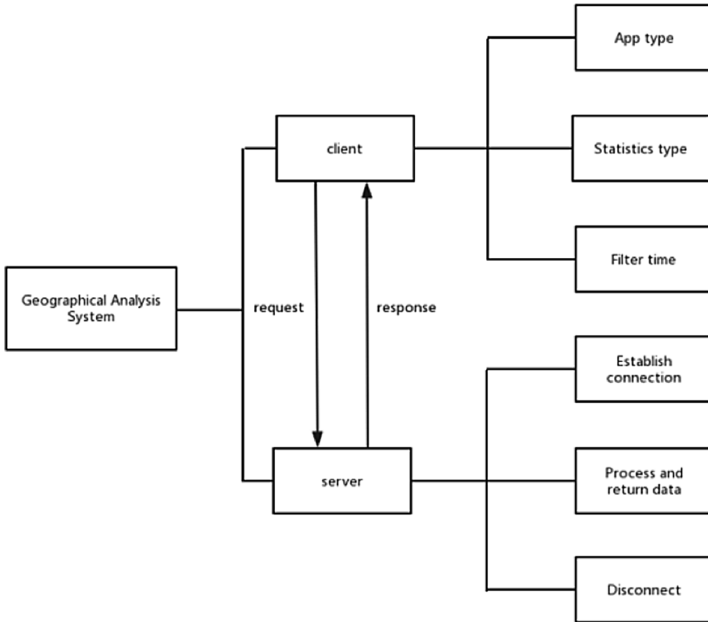 App type
client
Statistics type
Filter time
Geographical Analysis
System
request
response
Establish
connection
server
Process and
return data
Disconnect